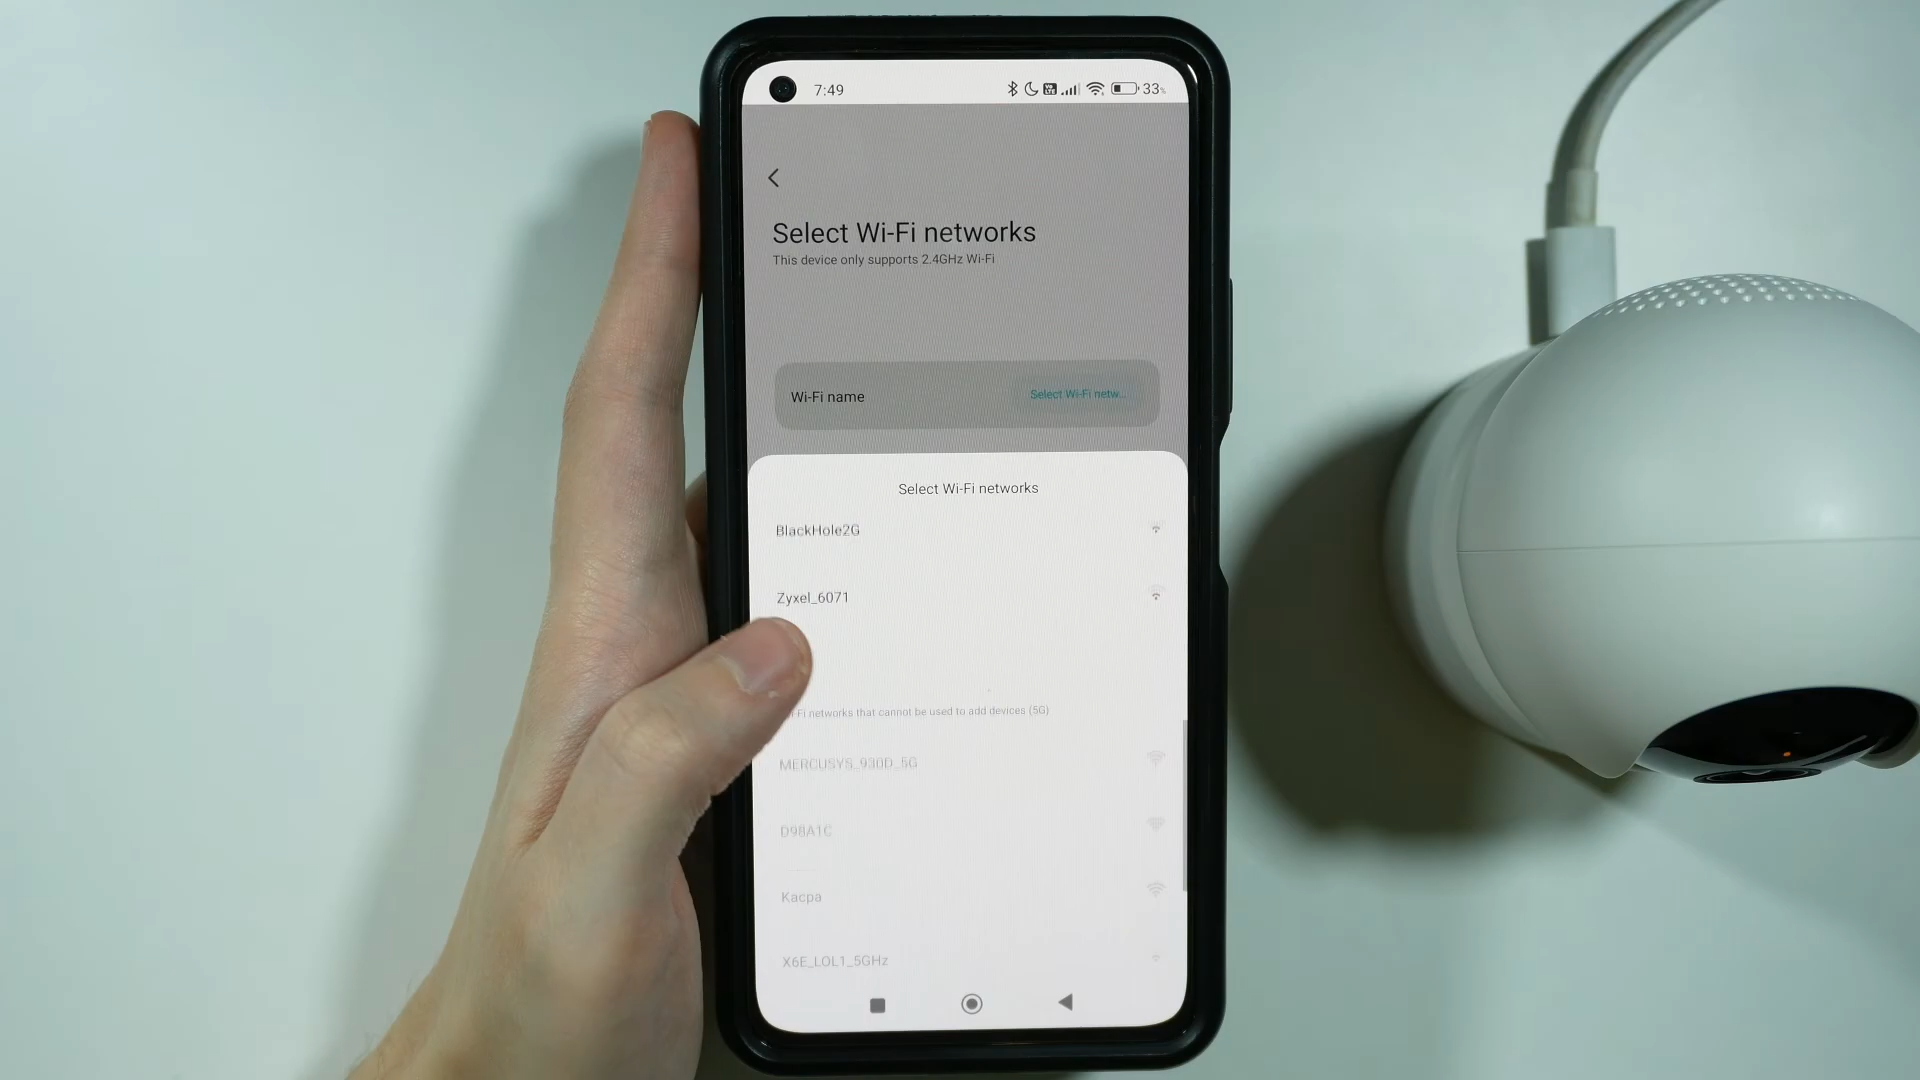 7:49
33%
Select Wi-Fi networks
This device only supports 2.4GHz Wi-Fi
Wi-Fi name
Select Wi-Fi netw...
Select Wi-Fi networks
BlackHole2G
Zyxel_6071
Fi networks that cannot be used to add devices (5G)
MERCUSYS_930D_5G
D98A1C
Kacpa
X6E_LOL1_5GHz